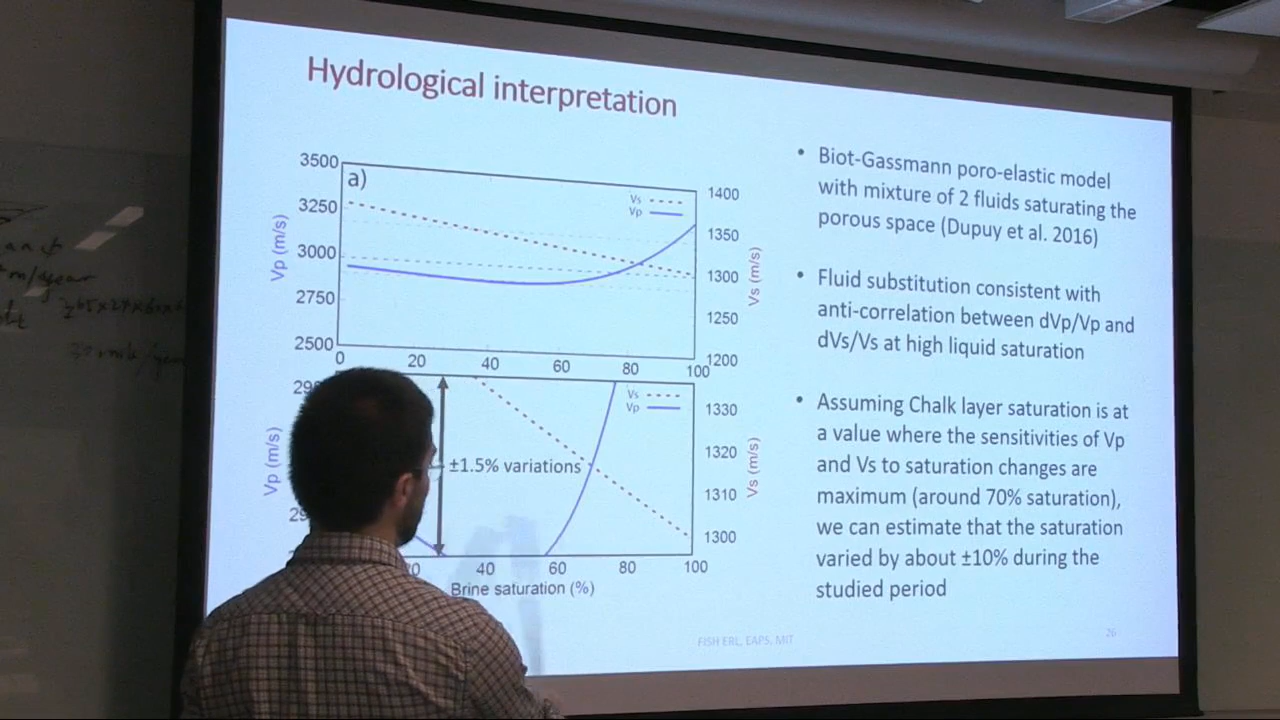 Hydrological interpretation
3500
3250
3000
2750
2500
Vp (m/s)
a)
Vs
Vp
1400
1350
1300
1250
1200
Vs (m/s)
0 20 40 60 80 100
Vp (m/s)
Vs
Vp
±1.5% variations
1330
1320
1310
1300
Vs (m/s)
40 60 80 100
Brine saturation (%)
• Biot-Gassmann poro-elastic model
with mixture of 2 fluids saturating the
porous space (Dupuy et al. 2016)
• Fluid substitution consistent with
anti-correlation between dVp/Vp and
dVs/Vs at high liquid saturation
• Assuming Chalk layer saturation is at
a value where the sensitivities of Vp
and Vs to saturation changes are
maximum (around 70% saturation),
we can estimate that the saturation
varied by about ±10% during the
studied period
FISH ERL, EAPS, MIT
26